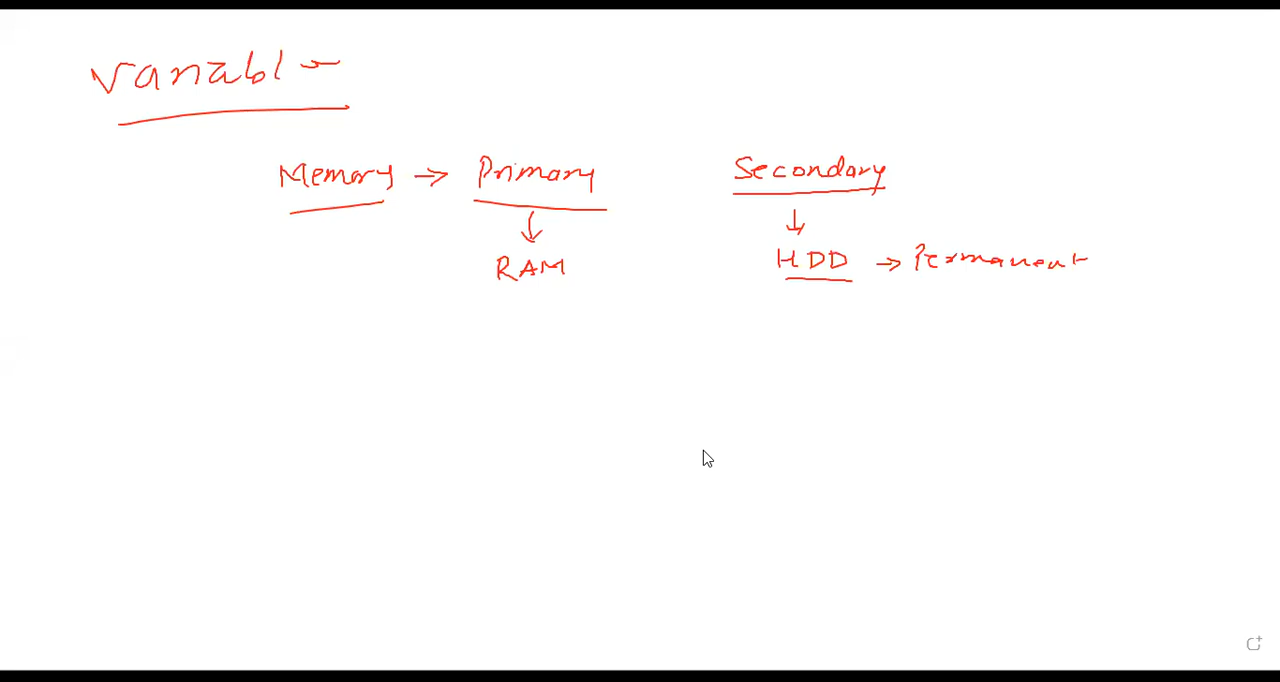 Variable
Memory → Primary Secondary
↓ ↓
RAM HDD → Permanent